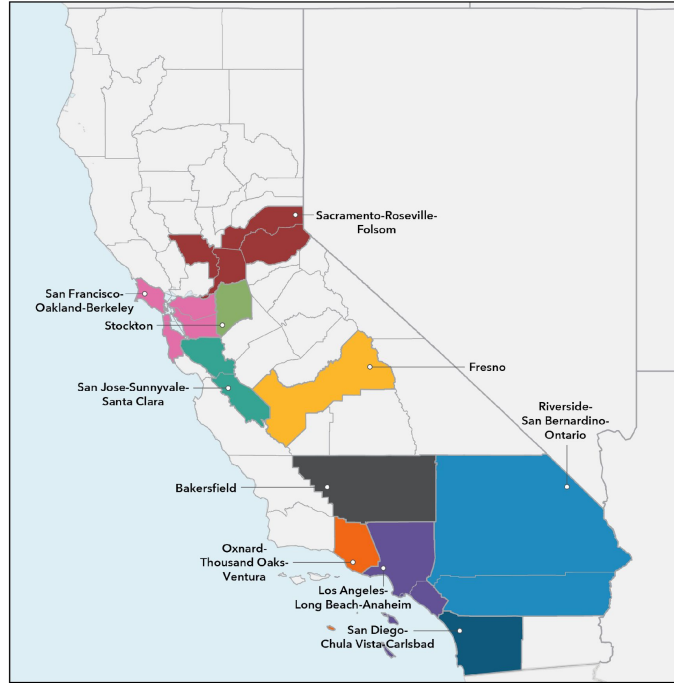 Sacramento-Roseville-
Folsom
San Francisco-
Oakland-Berkeley
Stockton
Fresno
San Jose-Sunnyvale-
Santa Clara
Riverside-
San Bernardino-
Ontario
Bakersfield
Oxnard-
Thousand Oaks-
Ventura
Los Angeles-
Long Beach-Anaheim
San Diego-
Chula Vista-Carlsbad